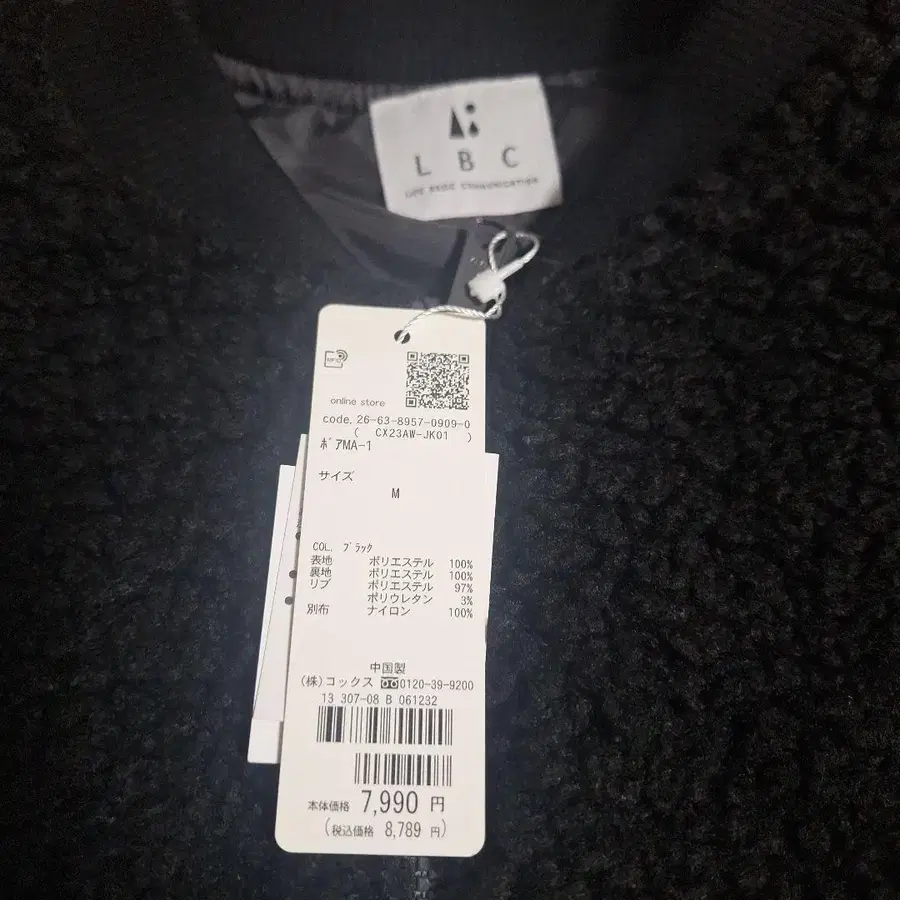 L B C
LIFE BASIC COMMUNICATION
online store
code. 26-63-8957-0909-0
( CX23AW-JK01 )
ボアMA-1
サイズ
M
COL. ブラック
表地 ポリエステル 100%
裏地 ポリエステル 100%
リブ ポリエステル 97%
ポリウレタン 3%
別布 ナイロン 100%
中国製
(株)コックス 0120-39-9200
13 307-08 B 061232
本体価格 7,990 円
(税込価格 8,789 円)